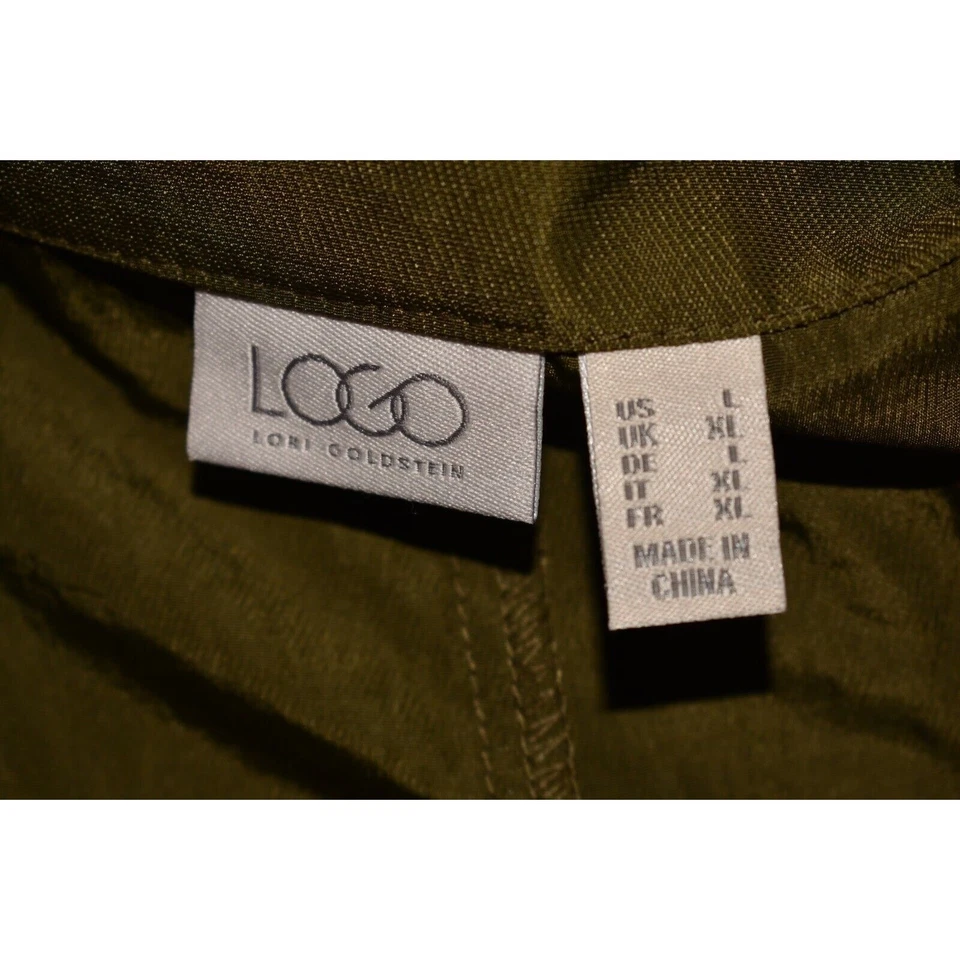 LOGO
LORI GOLDSTEIN
US L
UK XL
DE L
IT XL
FR XL
MADE IN
CHINA